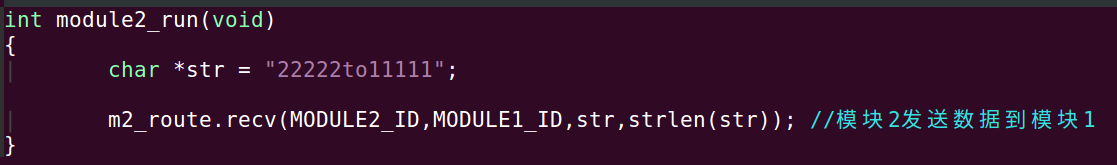 int module2_run(void)
{
char *str = "22222to11111";
m2_route.recv(MODULE2_ID,MODULE1_ID,str,strlen(str)); //模块2发送数据到模块1
}